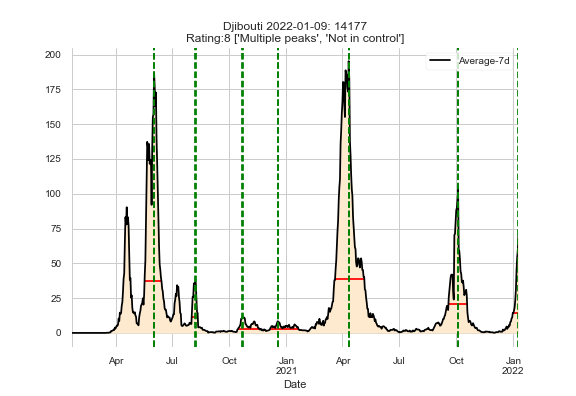 Djibouti 2022-01-09: 14177
Rating:8 ['Multiple peaks', 'Not in control']
Average-7d
200
175
150
125
100
75
50
25
0
Apr Jul Oct Jan Apr Jul Oct Jan
2021 2022
Date